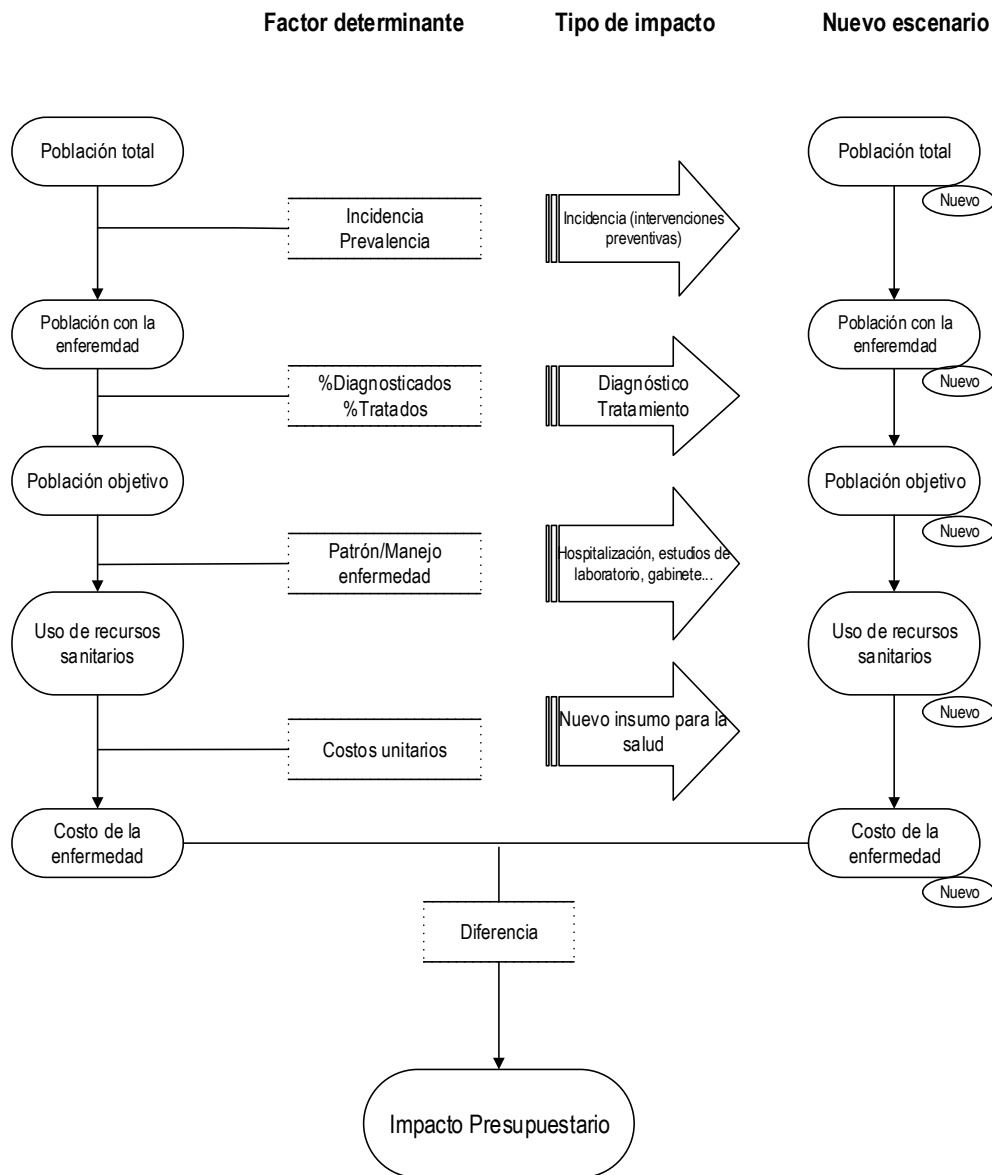 Factor determinante
Tipo de impacto
Nuevo escenario
Población total
Población total
Nuevo
Incidencia
Prevalencia
Incidencia (intervenciones
preventivas)
Población con la
enferemdad
Población con la
enferemdad
Nuevo
%Diagnosticados
%Tratados
Diagnóstico
Tratamiento
Población objetivo
Población objetivo
Nuevo
Patrón/Manejo
enfermedad
Hospitalización, estudios de
laboratorio, gabinete...
Uso de recursos
sanitarios
Uso de recursos
sanitarios
Nuevo
Costos unitarios
Nuevo insumo para la
salud
Costo de la
enfermedad
Costo de la
enfermedad
Nuevo
Diferencia
Impacto Presupuestario